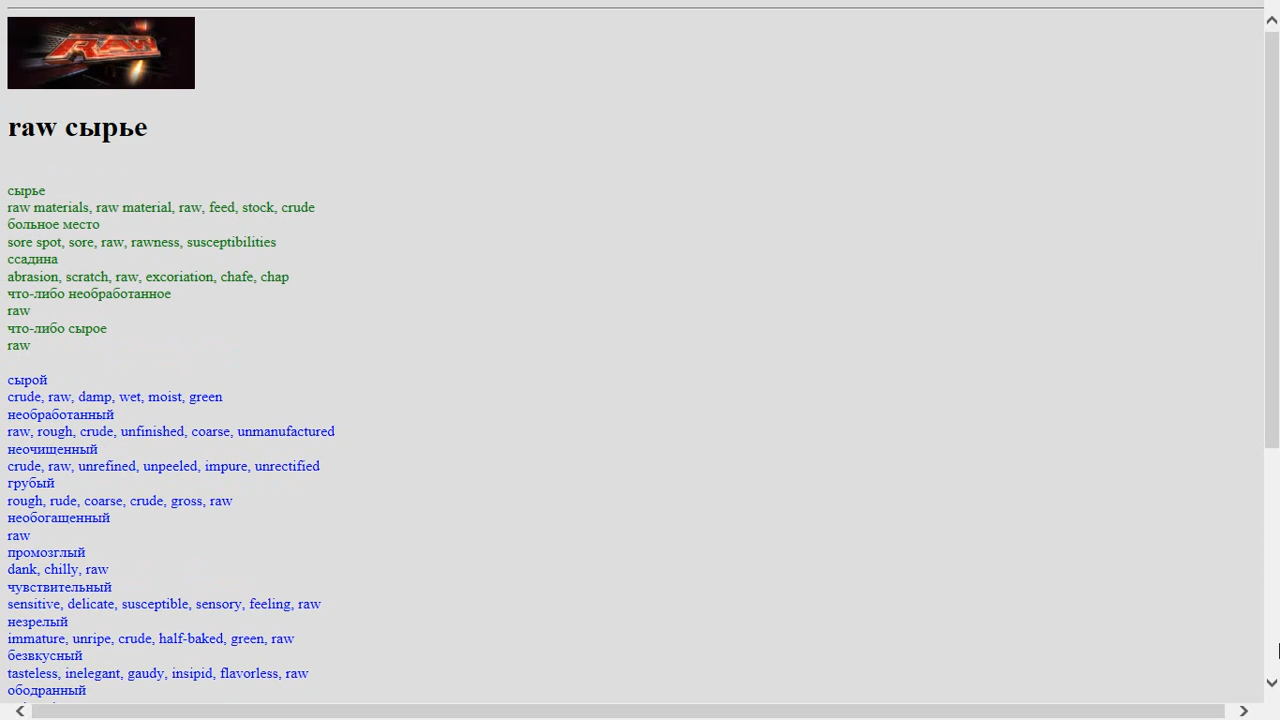 RAW
raw сырье
сырье
raw materials, raw material, raw, feed, stock, crude
больное место
sore spot, sore, raw, rawness, susceptibilities
ссадина
abrasion, scratch, raw, excoriation, chafe, chap
что-либо необработанное
raw
что-либо сырое
raw
сырой
crude, raw, damp, wet, moist, green
необработанный
raw, rough, crude, unfinished, coarse, unmanufactured
неочищенный
crude, raw, unrefined, unpeeled, impure, unrectified
грубый
rough, rude, coarse, crude, gross, raw
необогащенный
raw
промозглый
dank, chilly, raw
чувствительный
sensitive, delicate, susceptible, sensory, feeling, raw
незрелый
immature, unripe, crude, half-baked, green, raw
безвкусный
tasteless, inelegant, gaudy, insipid, flavorless, raw
ободранный